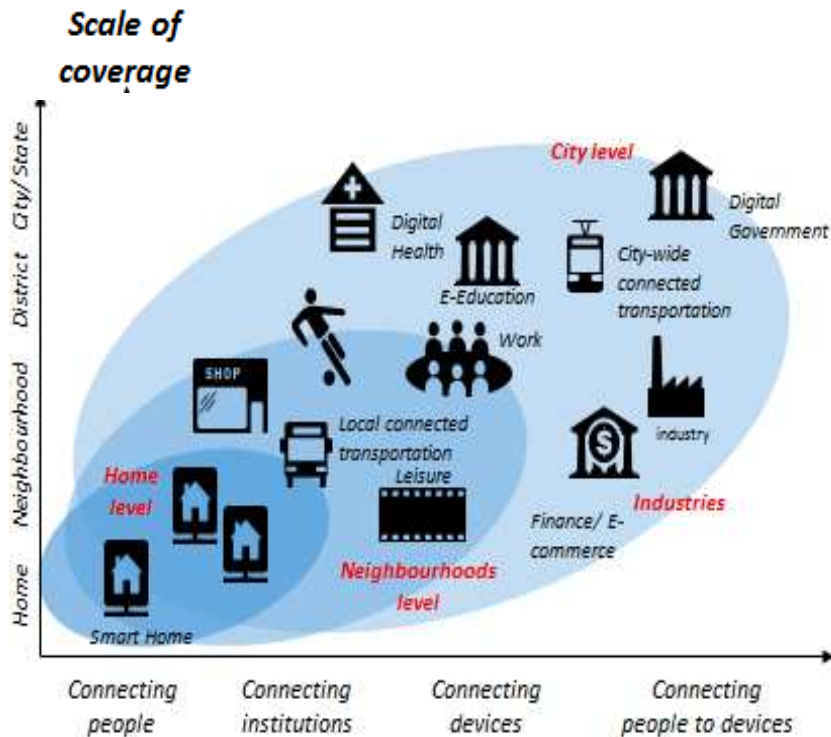 Scale of
coverage
City/ State
District
Neighbourhood
Home
City level
Digital
Government
Digital
Health
City-wide
connected
transportation
E-Education
Work
SHOP
Local connected
transportation
industry
Leisure
Home
level
$
Industries
Finance/ E-
commerce
Neighbourhoods
level
Smart Home
Connecting
people
Connecting
institutions
Connecting
devices
Connecting
people to devices